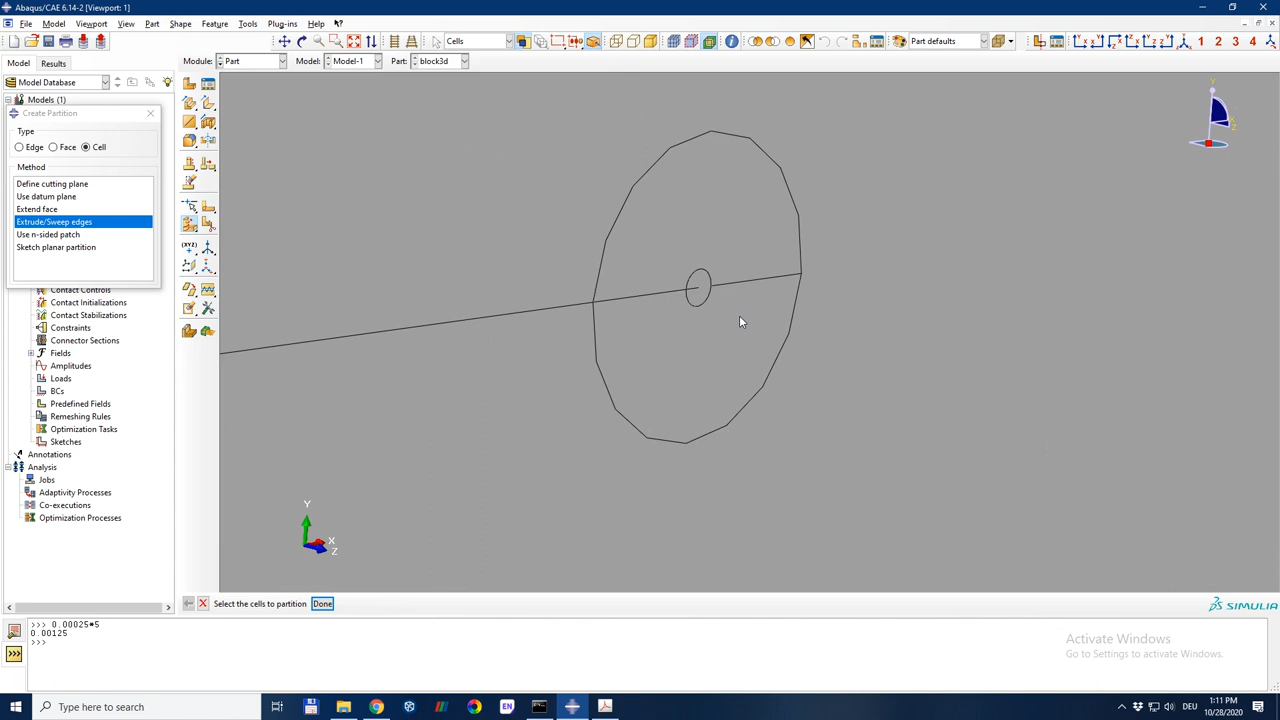 Abaqus/CAE 6.14-2 [Viewport: 1]
File Model Viewport View Part Shape Feature Tools Plug-ins Help
Cells
Part defaults
1 2 3 4
Model Results
Module: Part Model: Model-1 Part: block3d
Model Database
Models (1)
Create Partition
Type
Edge Face Cell
Method
Define cutting plane
Use datum plane
Extend face
Extrude/Sweep edges
Use n-sided patch
Sketch planar partition
Contact Controls
Contact Initializations
Contact Stabilizations
Constraints
Connector Sections
Fields
Amplitudes
Loads
BCs
Predefined Fields
Remeshing Rules
Optimization Tasks
Sketches
Annotations
Analysis
Jobs
Adaptivity Processes
Co-executions
Optimization Processes
(XYZ)
Y
X
Z
Y
X
Z
Select the cells to partition Done
SIMULIA
>>> 0.00025*5
0.00125
>>>
>>>
Activate Windows
Go to Settings to activate Windows.
Type here to search
EN
DEU
1:11 PM
10/28/2020